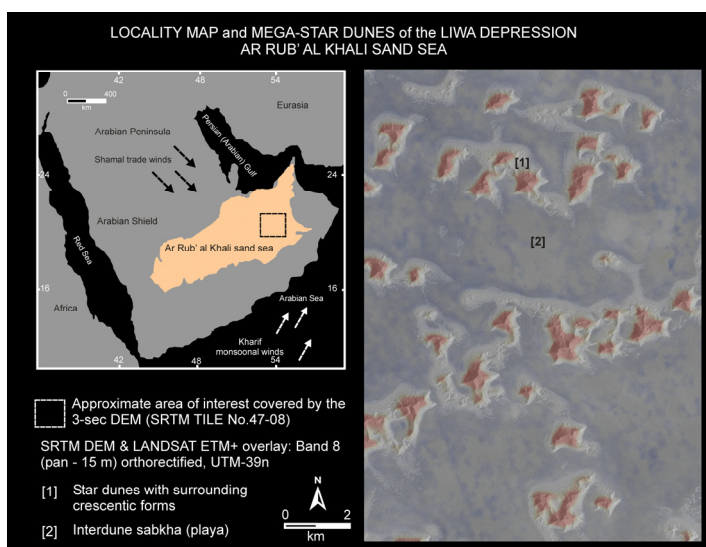 LOCALITY MAP and MEGA-STAR DUNES of the LIWA DEPRESSION
AR RUB' AL KHALI SAND SEA
42
48
54
0 400
km
Eurasia
Persian (Arabian) Gulf
Arabian Peninsula
Shamal trade winds
24
24
Arabian Shield
Ar Rub' al Khali sand sea
Red Sea
16
16
Arabian Sea
Africa
Kharif
monsoonal winds
42
48
54
[1]
[2]
Approximate area of interest covered by the
3-sec DEM (SRTM TILE No.47-08)
SRTM DEM & LANDSAT ETM+ overlay: Band 8
(pan - 15 m) orthorectified, UTM-39n
[1] Star dunes with surrounding
crescentic forms
[2] Interdune sabkha (playa)
N
0 2
km